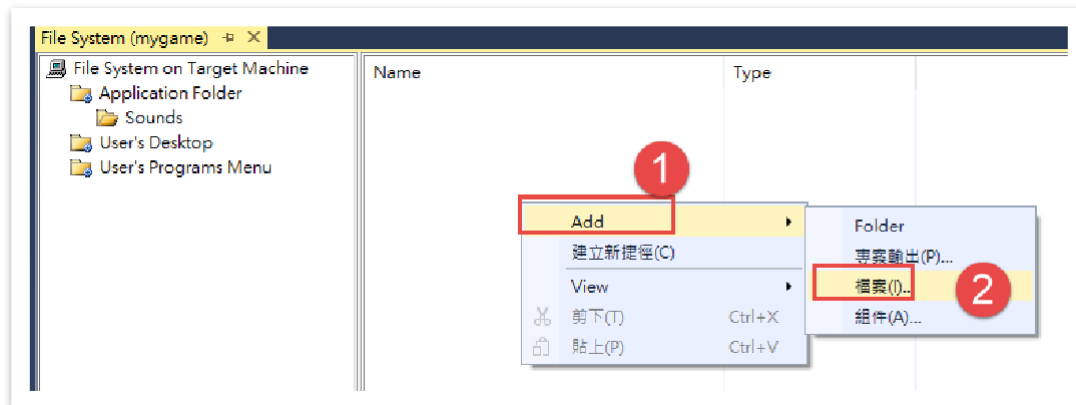 File System (mygame)
File System on Target Machine
Application Folder
Sounds
User's Desktop
User's Programs Menu
Name Type
1
Add
建立新捷徑(C)
View
剪下(T) Ctrl+X
貼上(P) Ctrl+V
Folder
專案輸出(P)...
檔案(I)...
組件(A)...
2